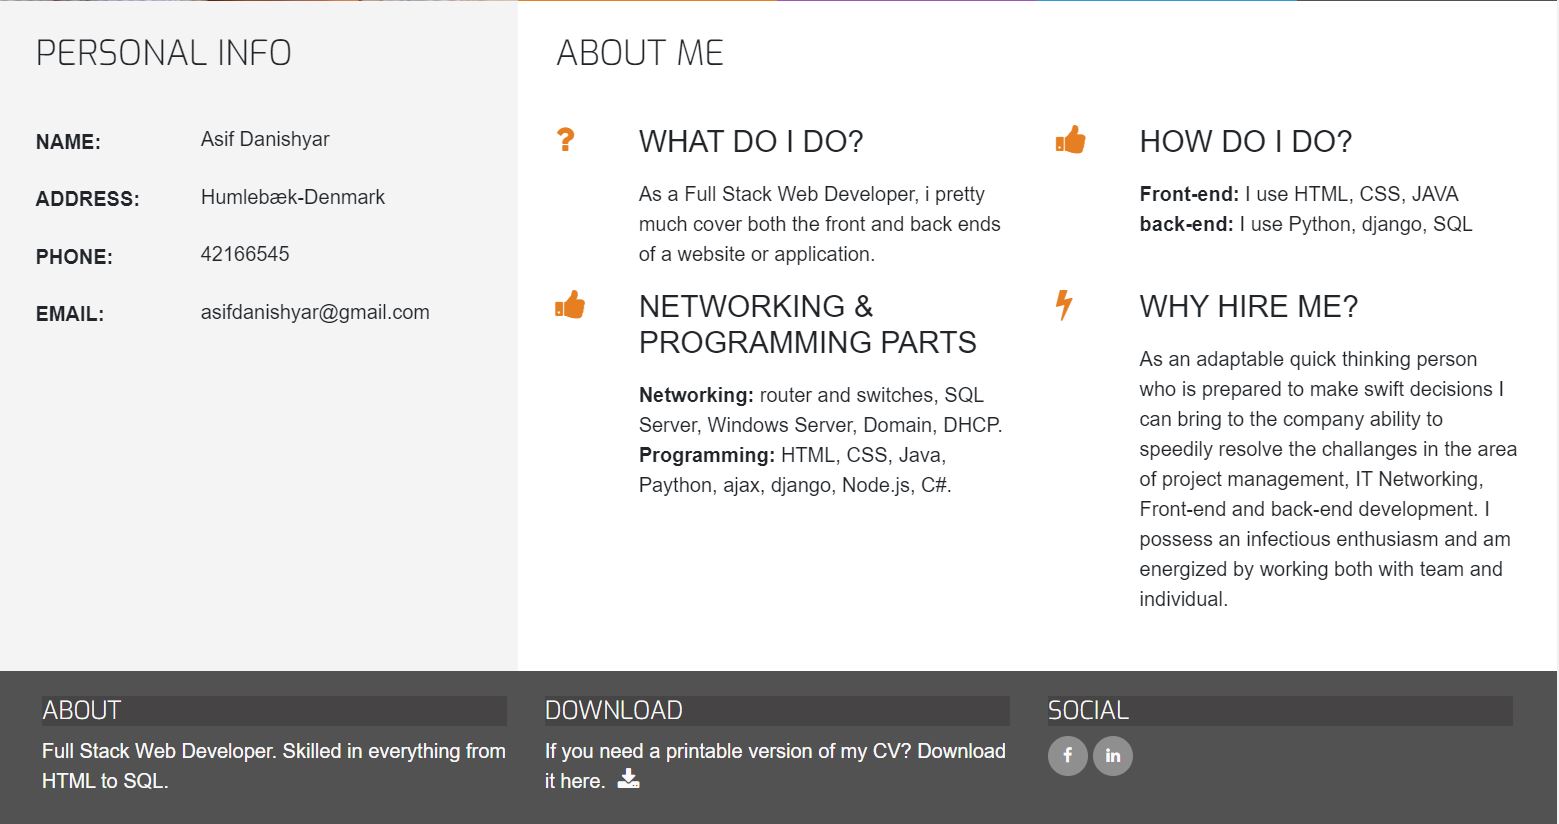 PERSONAL INFO
NAME: Asif Danishyar
ADDRESS: Humlebæk-Denmark
PHONE: 42166545
EMAIL: asifdanishyar@gmail.com
ABOUT ME
WHAT DO I DO?
As a Full Stack Web Developer, i pretty
much cover both the front and back ends
of a website or application.
HOW DO I DO?
Front-end: I use HTML, CSS, JAVA
back-end: I use Python, django, SQL
NETWORKING &
PROGRAMMING PARTS
Networking: router and switches, SQL
Server, Windows Server, Domain, DHCP.
Programming: HTML, CSS, Java,
Paython, ajax, django, Node.js, C#.
WHY HIRE ME?
As an adaptable quick thinking person
who is prepared to make swift decisions I
can bring to the company ability to
speedily resolve the challanges in the area
of project management, IT Networking,
Front-end and back-end development. I
possess an infectious enthusiasm and am
energized by working both with team and
individual.
ABOUT
Full Stack Web Developer. Skilled in everything from
HTML to SQL.
DOWNLOAD
If you need a printable version of my CV? Download
it here.
SOCIAL
f in